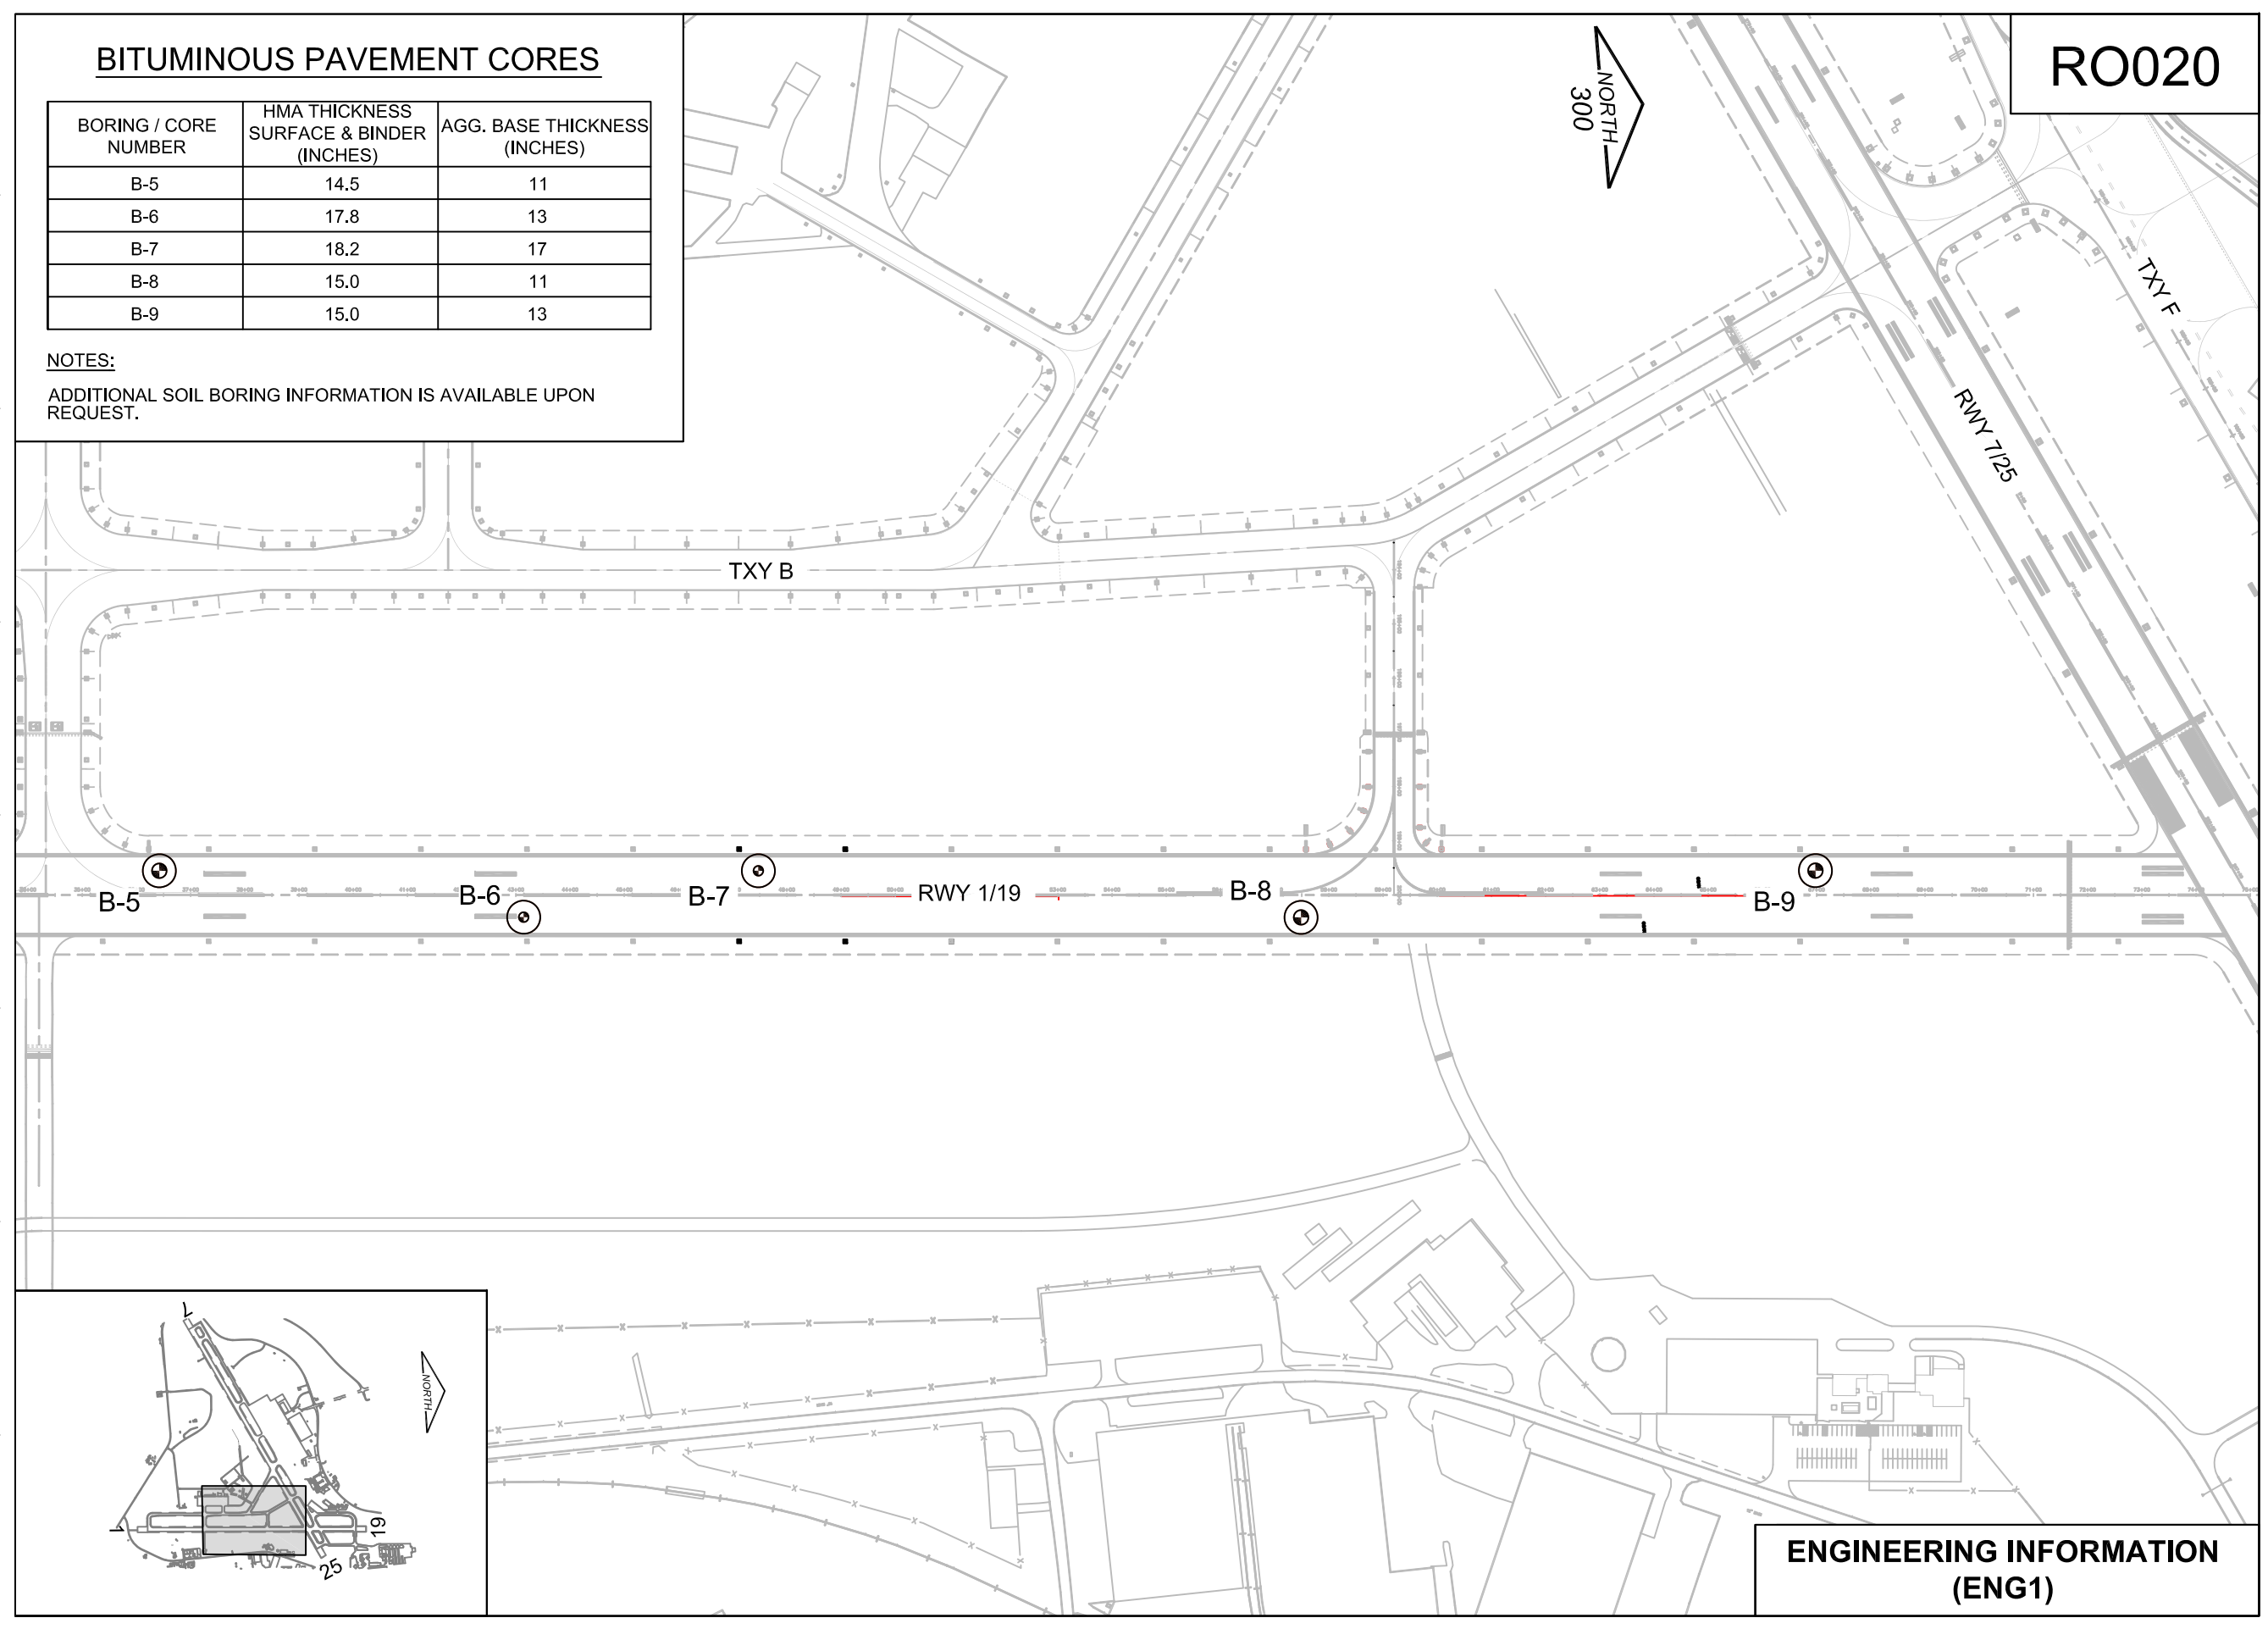 BITUMINOUS PAVEMENT CORES
BORING / CORE NUMBER
HMA THICKNESS SURFACE & BINDER (INCHES)
AGG. BASE THICKNESS (INCHES)
B-5 14.5 11
B-6 17.8 13
B-7 18.2 17
B-8 15.0 11
B-9 15.0 13
NOTES:
ADDITIONAL SOIL BORING INFORMATION IS AVAILABLE UPON
REQUEST.
NORTH
300
RO020
TXY F
RWY 7/25
TXY B
B-5
B-6
B-7
RWY 1/19
B-8
B-9
7
NORTH
1
19
25
ENGINEERING INFORMATION
(ENG1)